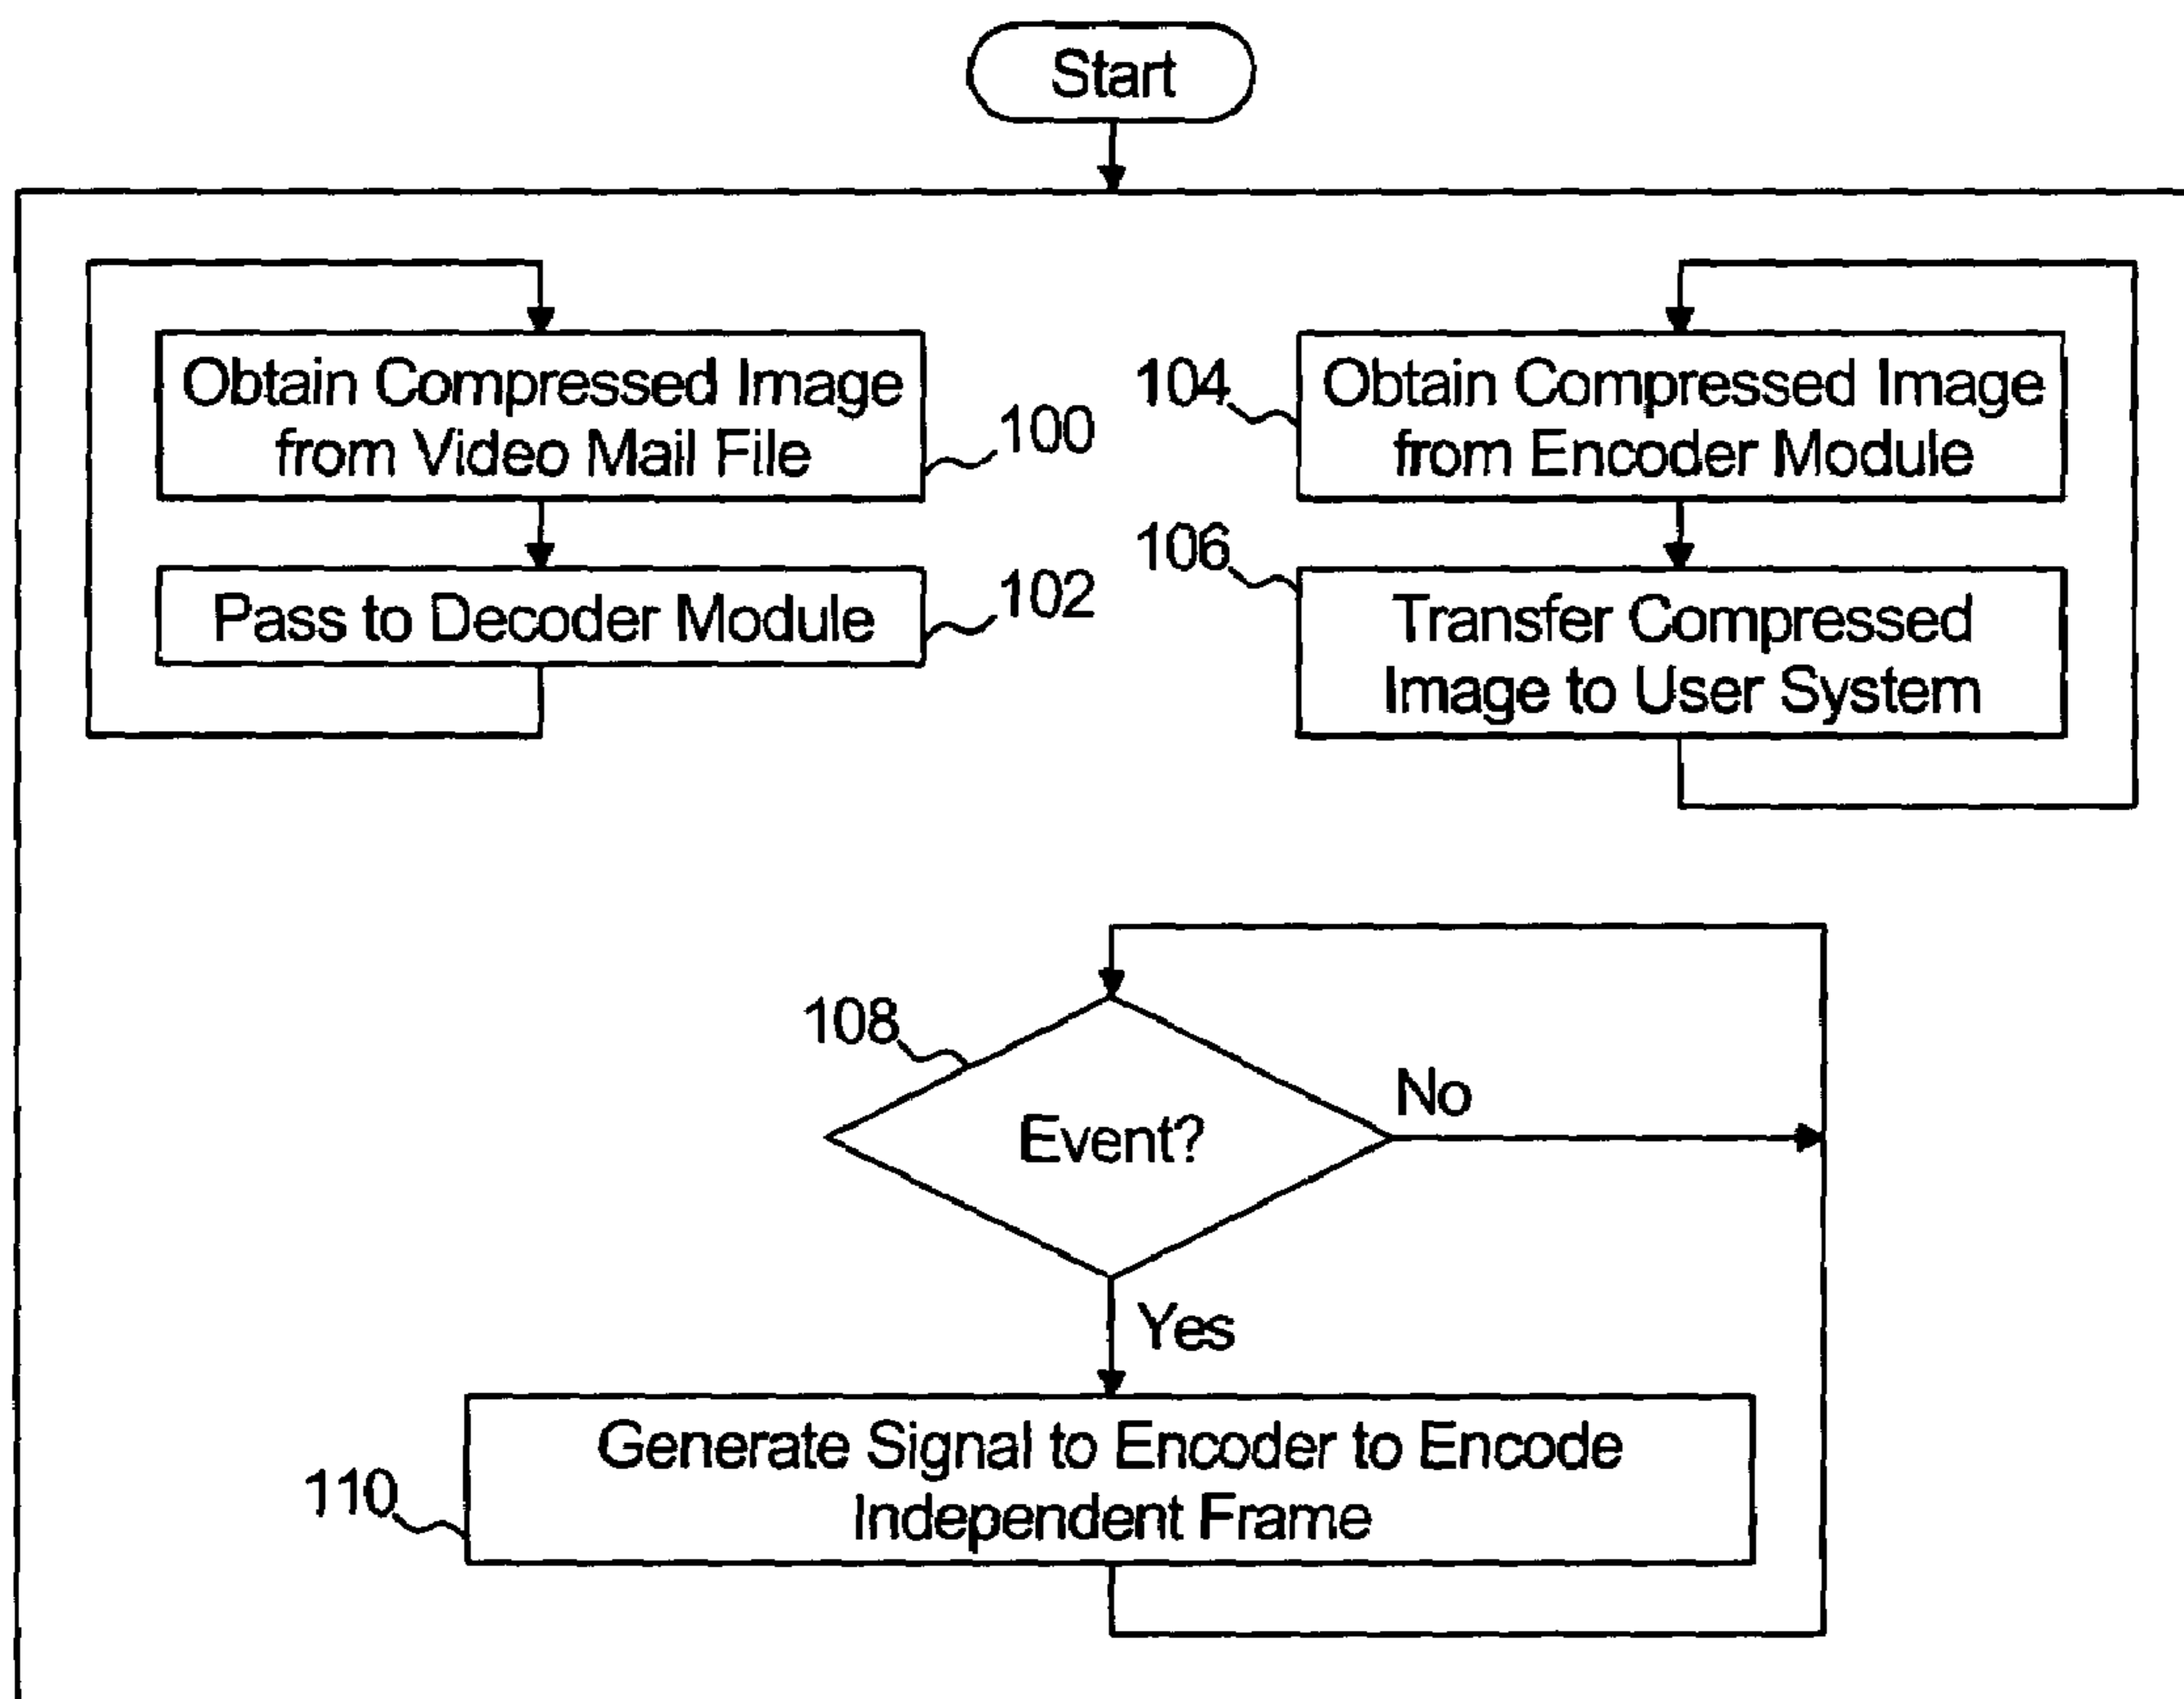 Start
Obtain Compressed Image
from Video Mail File
100
Pass to Decoder Module
102
104
Obtain Compressed Image
from Encoder Module
106
Transfer Compressed
Image to User System
108
Event?
No
Yes
Generate Signal to Encoder to Encode
Independent Frame
110